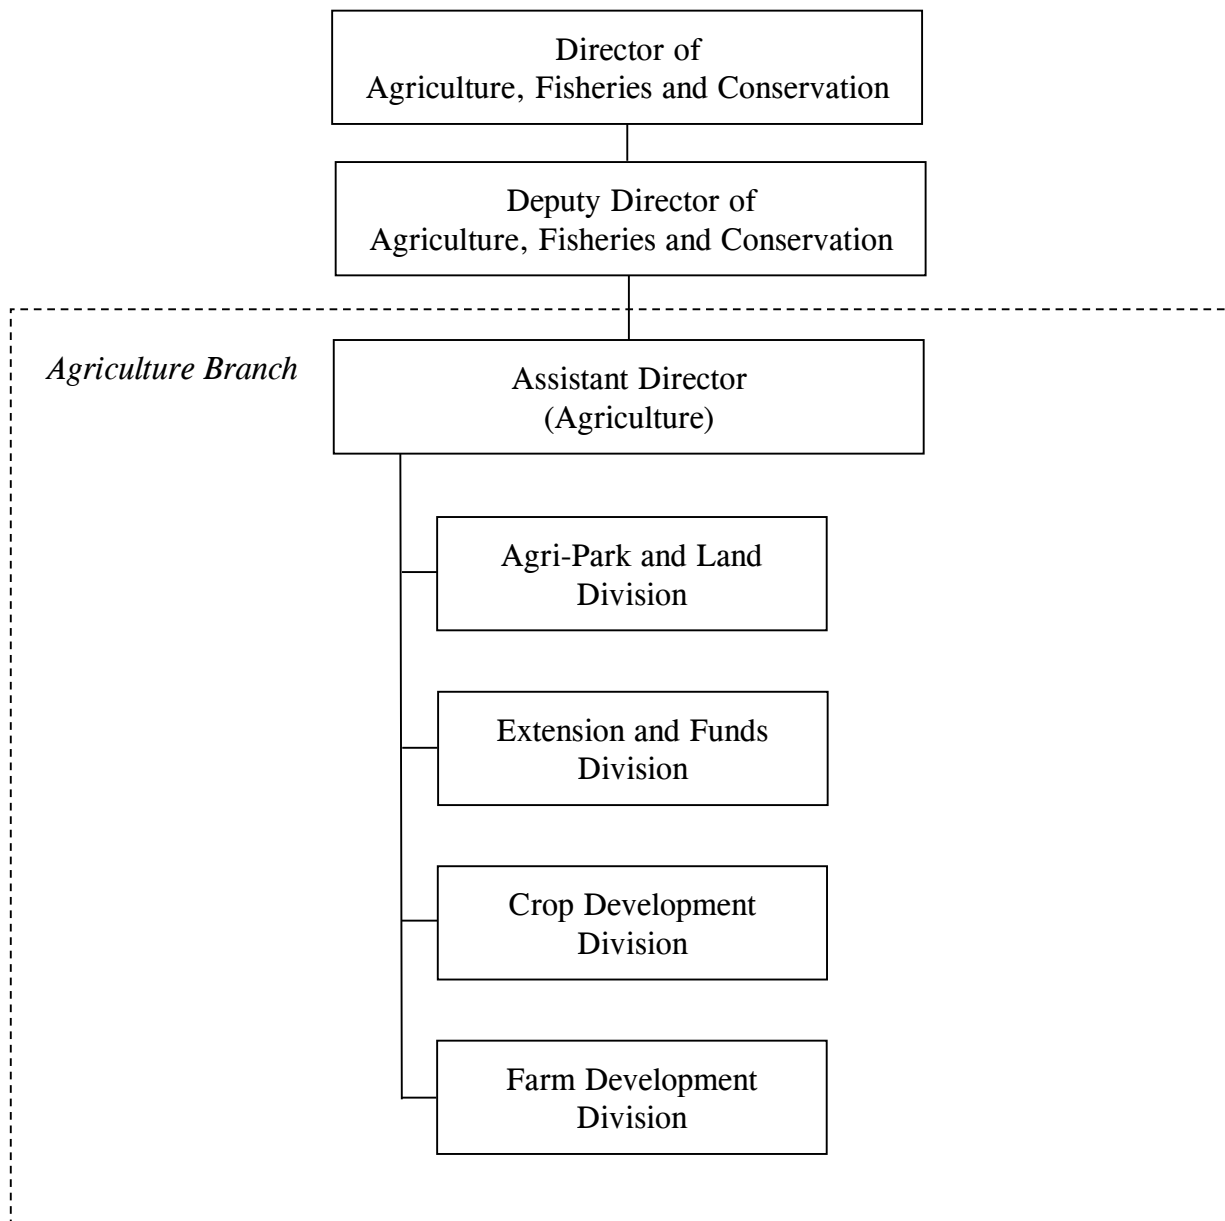 Director of
Agriculture, Fisheries and Conservation
Deputy Director of
Agriculture, Fisheries and Conservation
Agriculture Branch
Assistant Director
(Agriculture)
Agri-Park and Land
Division
Extension and Funds
Division
Crop Development
Division
Farm Development
Division